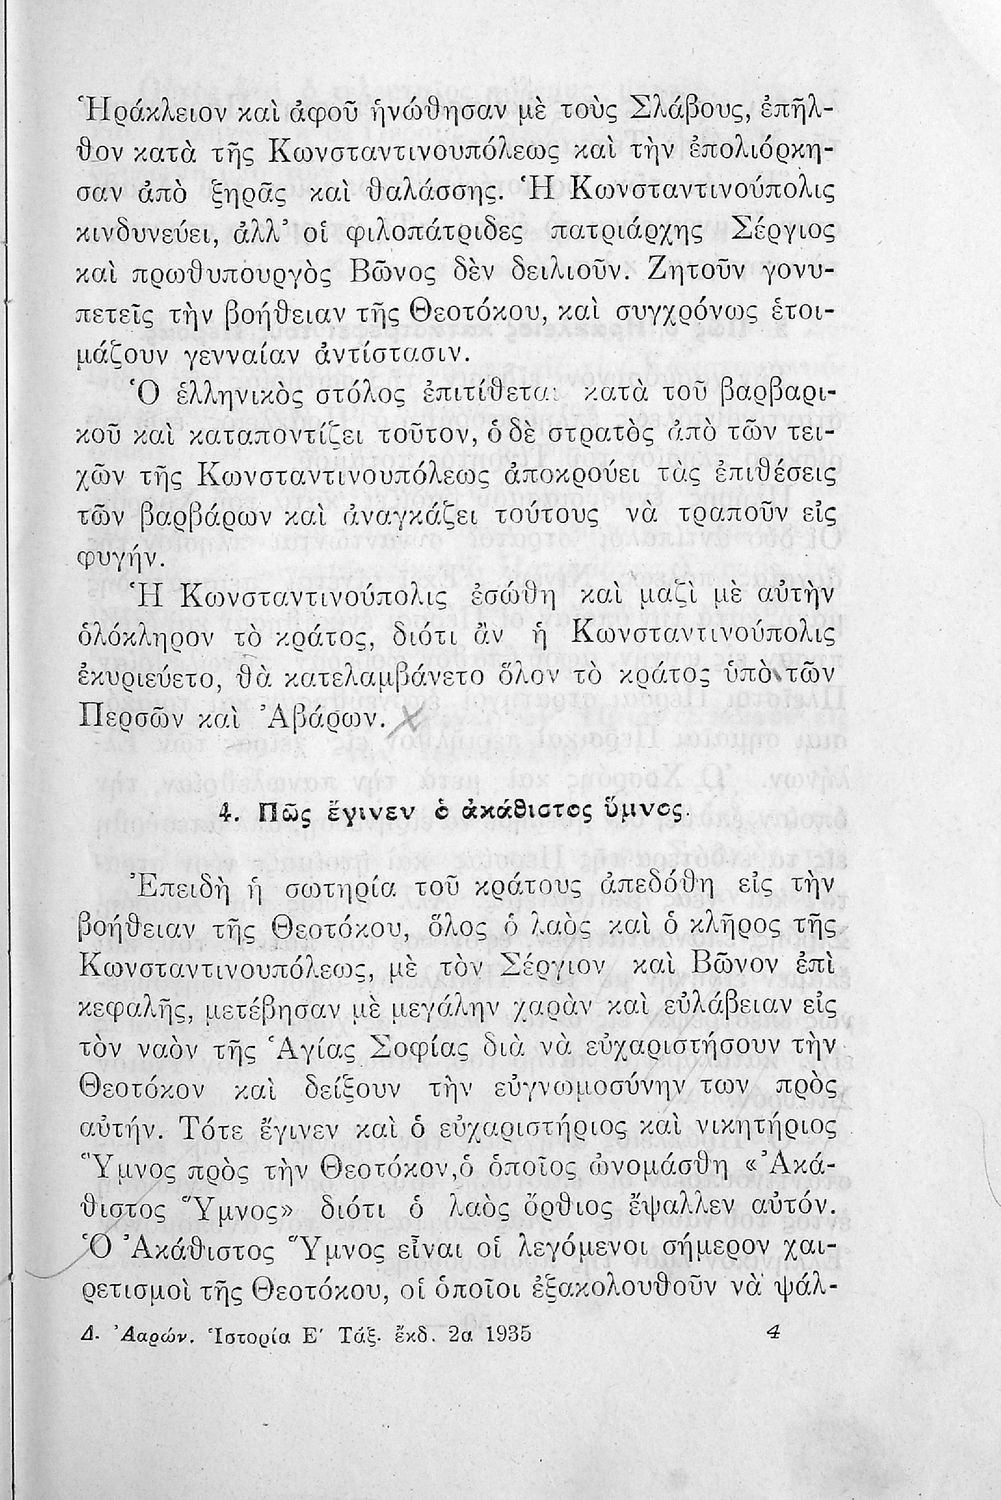 Ἡράκλειον καὶ ἀφοῦ ἡνώθησαν μὲ τοὺς Σλάβους, ἐπῆλ-
θον κατὰ τῆς Κωνσταντινουπόλεως καὶ τὴν ἐπολιόρκη-
σαν ἀπὸ ξηρᾶς καὶ θαλάσσης. Ἡ Κωνσταντινούπολις
κινδυνεύει, ἀλλ’ οἱ φιλοπάτριδες πατριάρχης Σέργιος
καὶ πρωθυπουργὸς Βῶνος δὲν δειλιοῦν. Ζητοῦν γονυ-
πετεῖς τὴν βοήθειαν τῆς Θεοτόκου, καὶ συγχρόνως ἑτοι-
μάζουν γενναίαν ἀντίστασιν.
Ὁ ἑλληνικὸς στόλος ἐπιτίθεται κατὰ τοῦ βαρβαρι-
κοῦ καὶ καταποντίζει τοῦτον, ὁ δὲ στρατὸς ἀπὸ τῶν τει-
χῶν τῆς Κωνσταντινουπόλεως ἀποκρούει τὰς ἐπιθέσεις
τῶν βαρβάρων καὶ ἀναγκάζει τούτους νὰ τραποῦν εἰς
φυγήν.
Ἡ Κωνσταντινούπολις ἐσώθη καὶ μαζὶ μὲ αὐτὴν
ὁλόκληρον τὸ κράτος, διότι ἂν ἡ Κωνσταντινούπολις
ἐκυριεύετο, θὰ κατελαμβάνετο ὅλον τὸ κράτος ὑπὸ τῶν
Περσῶν καὶ Ἀβάρων.
4. Πῶς ἔγινεν ὁ ἀκάθιστος ὕμνος.
Ἐπειδὴ ἡ σωτηρία τοῦ κράτους ἀπεδόθη εἰς τὴν
βοήθειαν τῆς Θεοτόκου, ὅλος ὁ λαὸς καὶ ὁ κλῆρος τῆς
Κωνσταντινουπόλεως, μὲ τὸν Σέργιον καὶ Βῶνον ἐπὶ
κεφαλῆς, μετέβησαν μὲ μεγάλην χαρὰν καὶ εὐλάβειαν εἰς
τὸν ναὸν τῆς Ἁγίας Σοφίας διὰ νὰ εὐχαριστήσουν τὴν
Θεοτόκον καὶ δείξουν τὴν εὐγνωμοσύνην των πρὸς
αὐτήν. Τότε ἔγινεν καὶ ὁ εὐχαριστήριος καὶ νικητήριος
Ὕμνος πρὸς τὴν Θεοτόκον,ὁ ὁποῖος ὠνομάσθη «Ἀκά-
θιστος Ὕμνος» διότι ὁ λαὸς ὄρθιος ἔψαλλεν αὐτόν.
Ὁ Ἀκάθιστος Ὕμνος εἶναι οἱ λεγόμενοι σήμερον χαι-
ρετισμοὶ τῆς Θεοτόκου, οἱ ὁποῖοι ἐξακολουθοῦν νὰ ψάλ-
Δ. Ἀαρών. Ἱστορία Ε′ Τάξ. ἔκδ. 2α 1935 4